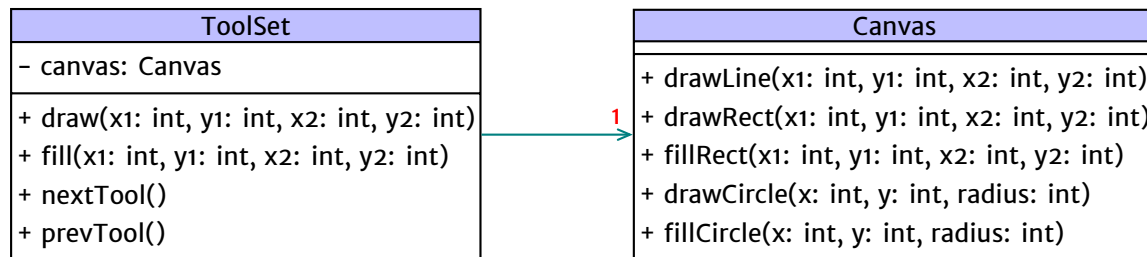 ToolSet
- canvas: Canvas
+ draw(x1: int, y1: int, x2: int, y2: int)
+ fill(x1: int, y1: int, x2: int, y2: int)
+ nextTool()
+ prevTool()
1
Canvas
+ drawLine(x1: int, y1: int, x2: int, y2: int)
+ drawRect(x1: int, y1: int, x2: int, y2: int)
+ fillRect(x1: int, y1: int, x2: int, y2: int)
+ drawCircle(x: int, y: int, radius: int)
+ fillCircle(x: int, y: int, radius: int)